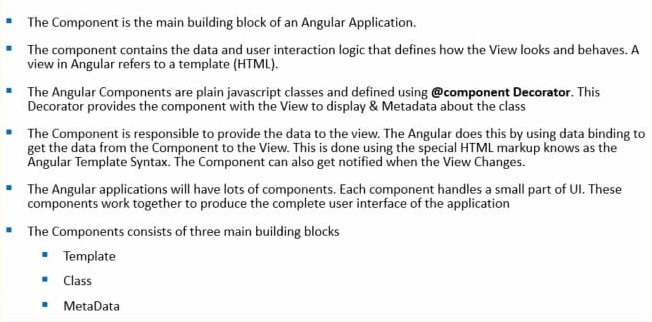 The Component is the main building block of an Angular Application.
The component contains the data and user interaction logic that defines how the View looks and behaves. A
view in Angular refers to a template (HTML).
The Angular Components are plain javascript classes and defined using @component Decorator. This
Decorator provides the component with the View to display & Metadata about the class
The Component is responsible to provide the data to the view. The Angular does this by using data binding to
get the data from the Component to the View. This is done using the special HTML markup knows as the
Angular Template Syntax. The Component can also get notified when the View Changes.
The Angular applications will have lots of components. Each component handles a small part of UI. These
components work together to produce the complete user interface of the application
The Components consists of three main building blocks
Template
Class
MetaData